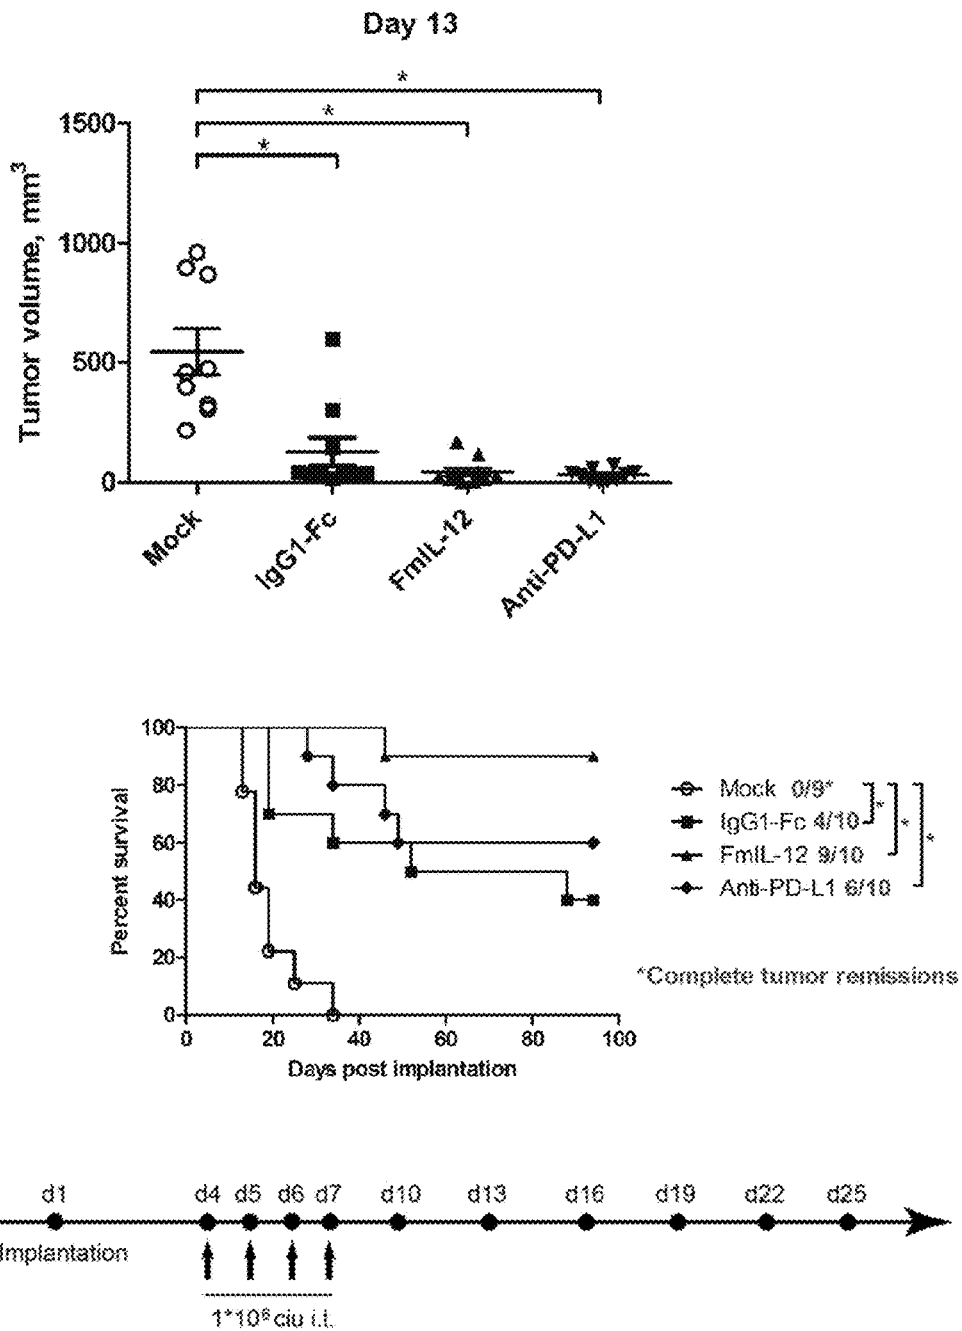 Day 13
*
*
*
Tumor volume, mm³
1500
1000
500
0
Mock
IgG1-Fc
FmIL-12
Anti-PD-L1
Percent survival
100
80
60
40
20
0
0 20 40 60 80 100
Days post implantation
Mock 0/9*
IgG1-Fc 4/10
FmIL-12 9/10
Anti-PD-L1 6/10
*
*
*
*Complete tumor remissions
d1 d4 d5 d6 d7 d10 d13 d16 d19 d22 d25
Implantation
ciu i.t.